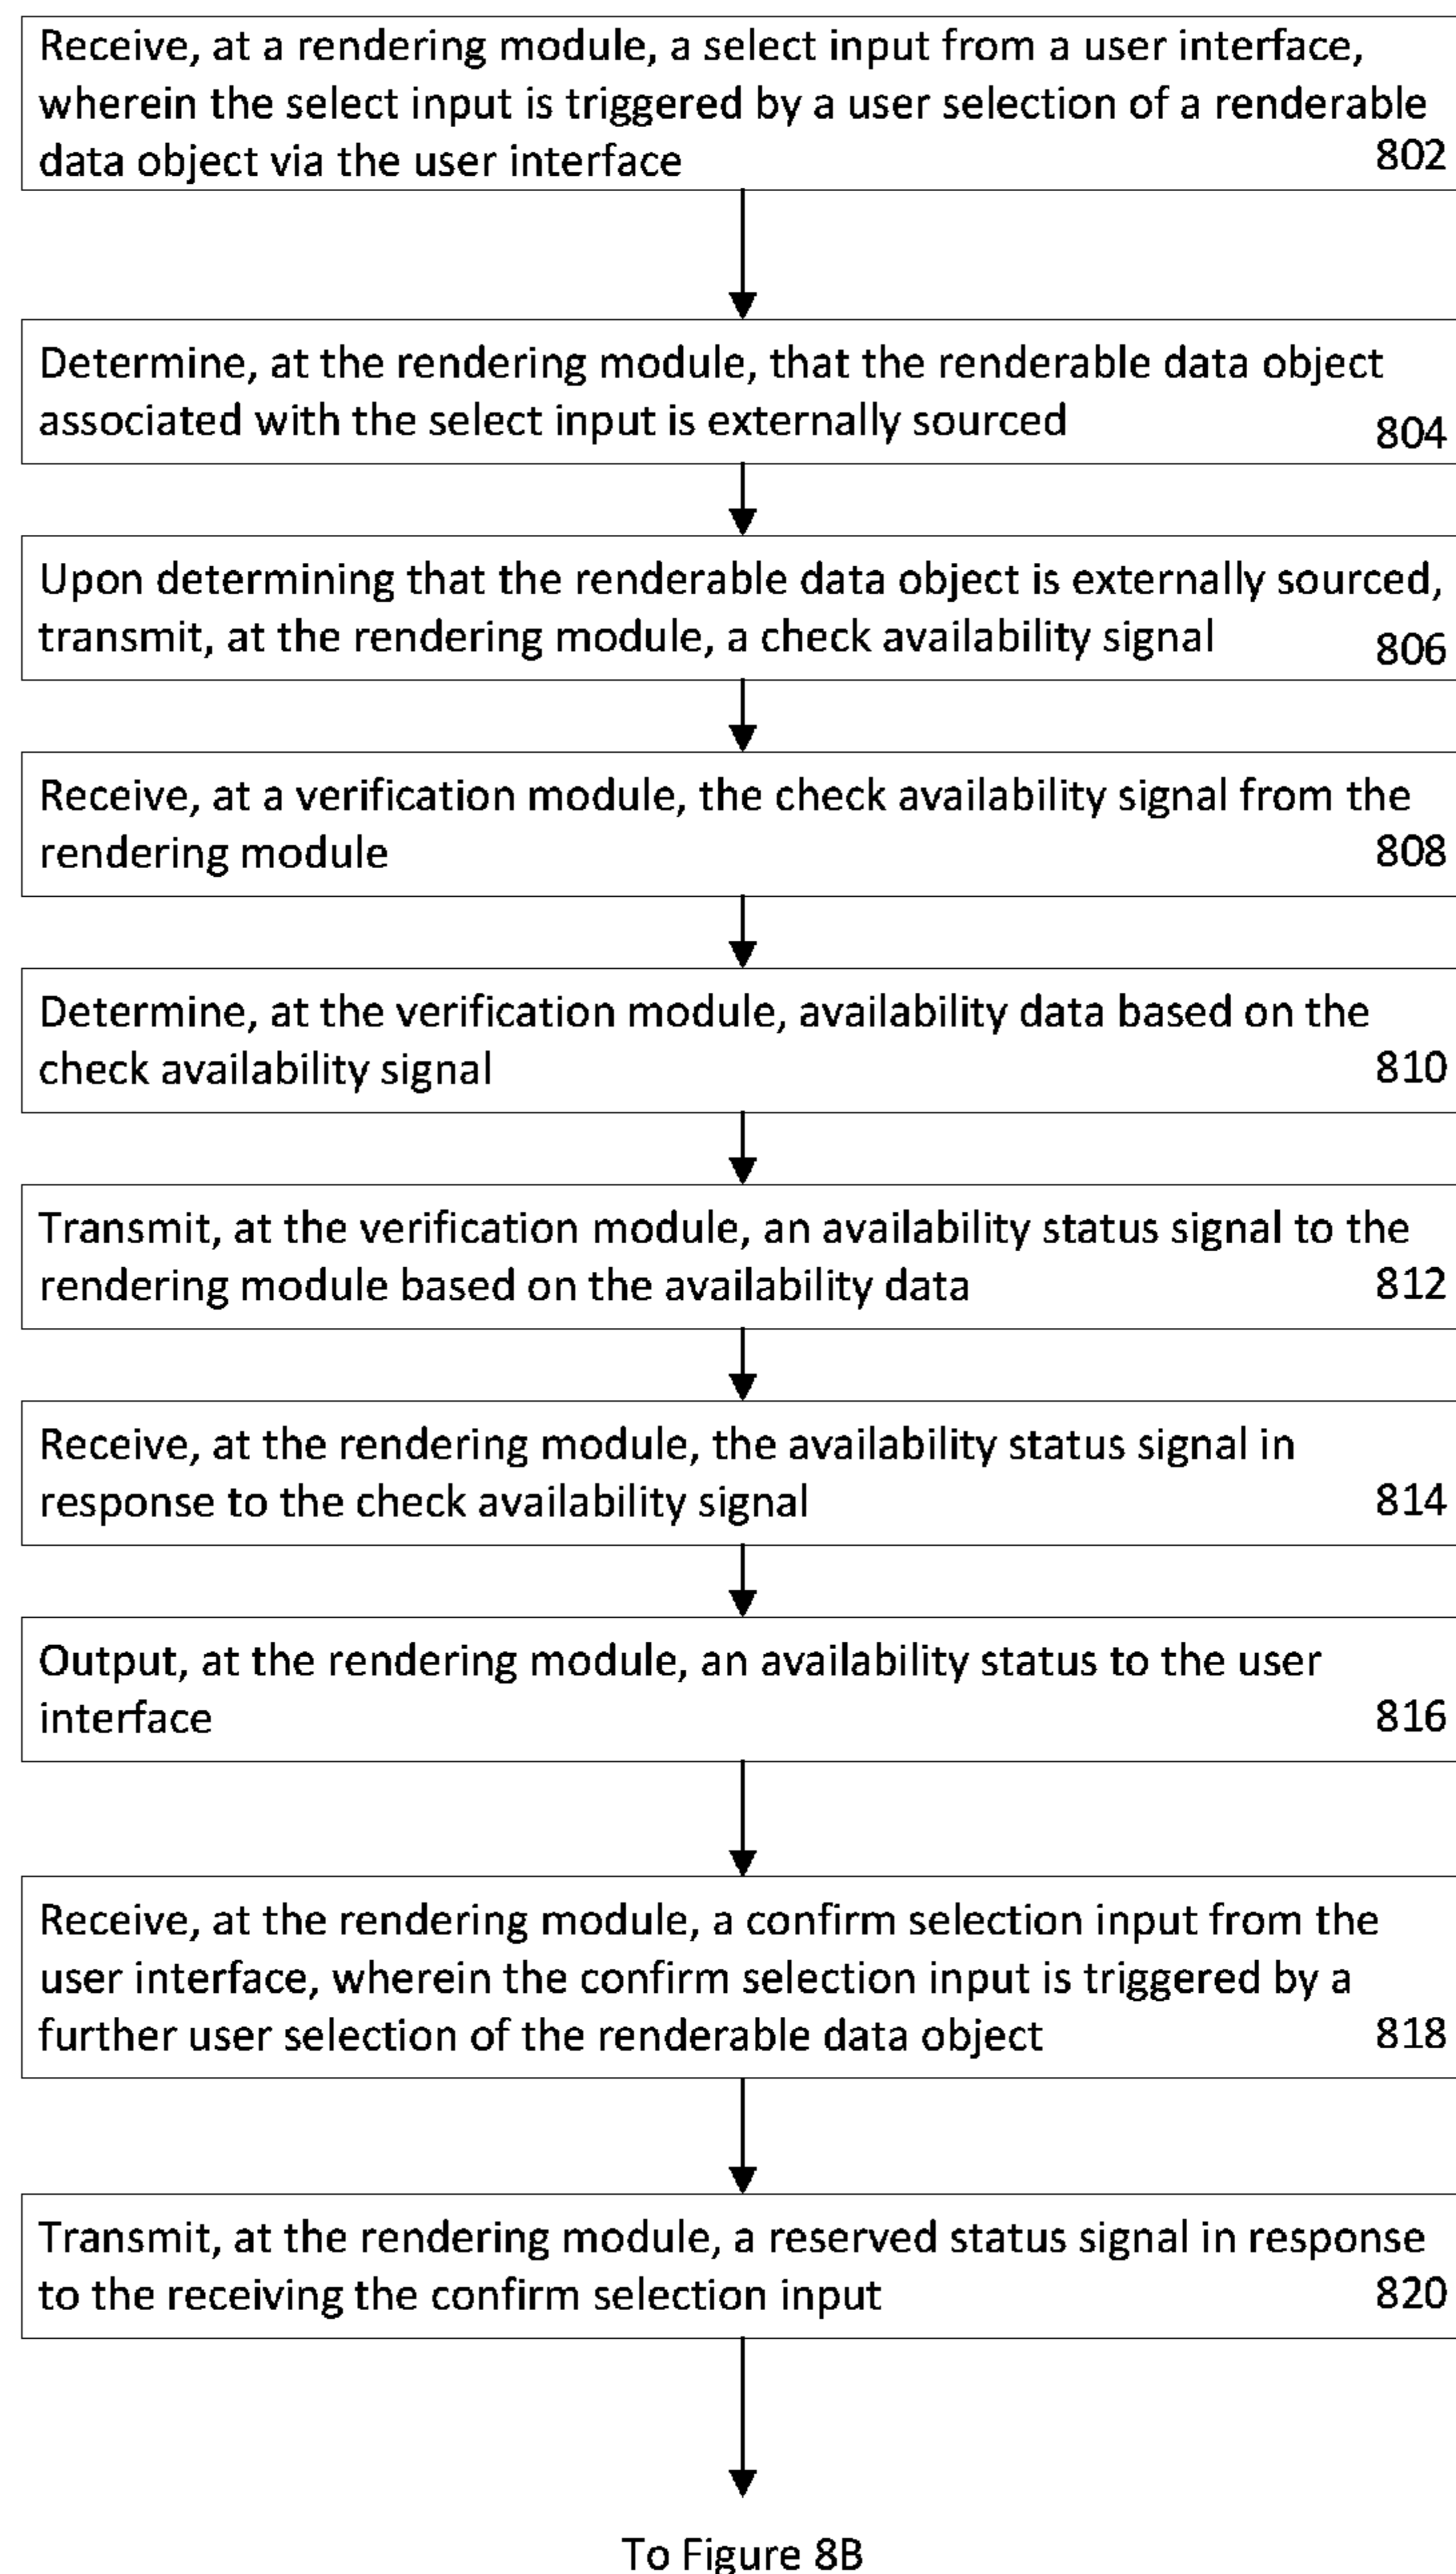 Receive, at a rendering module, a select input from a user interface,
wherein the select input is triggered by a user selection of a renderable
data object via the user interface
802
Determine, at the rendering module, that the renderable data object
associated with the select input is externally sourced
804
Upon determining that the renderable data object is externally sourced,
transmit, at the rendering module, a check availability signal
806
Receive, at a verification module, the check availability signal from the
rendering module
808
Determine, at the verification module, availability data based on the
check availability signal
810
Transmit, at the verification module, an availability status signal to the
rendering module based on the availability data
812
Receive, at the rendering module, the availability status signal in
response to the check availability signal
814
Output, at the rendering module, an availability status to the user
interface
816
Receive, at the rendering module, a confirm selection input from the
user interface, wherein the confirm selection input is triggered by a
further user selection of the renderable data object
818
Transmit, at the rendering module, a reserved status signal in response
to the receiving the confirm selection input
820
To Figure 8B